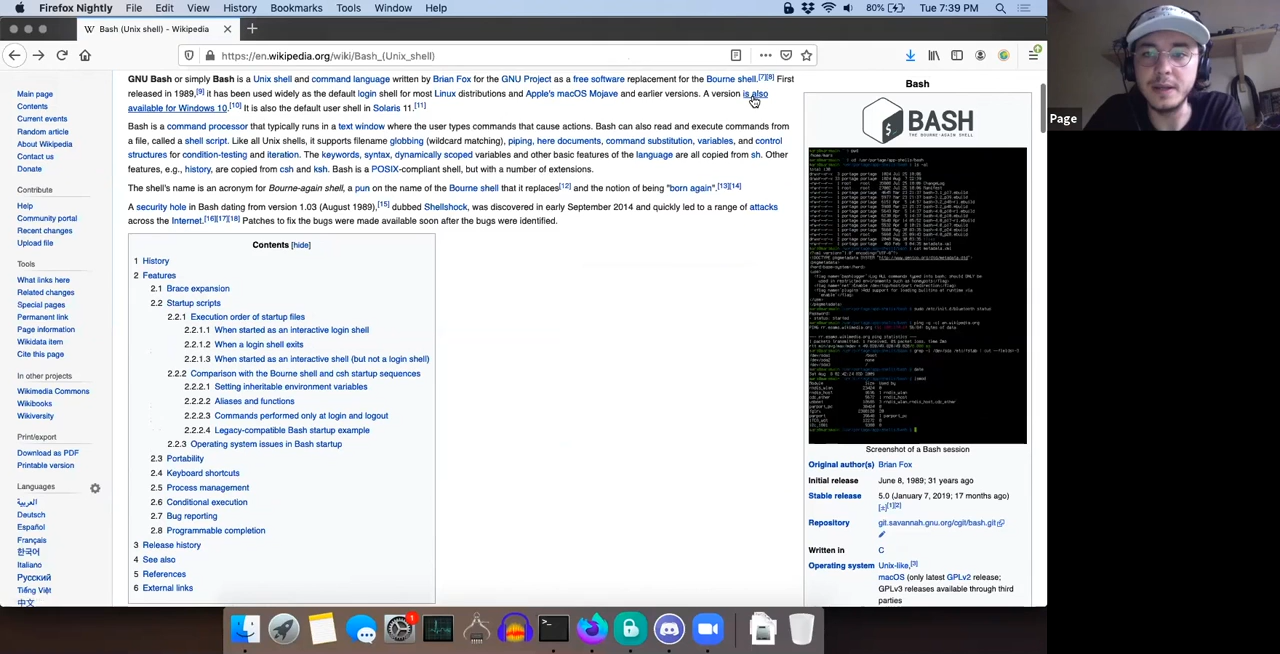 Firefox Nightly File Edit View History Bookmarks Tools Window Help 80% Tue 7:39 PM
W Bash (Unix shell) - Wikipedia
https://en.wikipedia.org/wiki/Bash_(Unix_shell)
Main page
Contents
Current events
Random article
About Wikipedia
Contact us
Donate
Contribute
Help
Community portal
Recent changes
Upload file
Tools
What links here
Related changes
Special pages
Permanent link
Page information
Wikidata item
Cite this page
In other projects
Wikimedia Commons
Wikibooks
Wikiversity
Print/export
Download as PDF
Printable version
Languages
العربية
Deutsch
Español
Français
한국어
Italiano
Русский
Tiếng Việt
中文
GNU Bash or simply Bash is a Unix shell and command language written by Brian Fox for the GNU Project as a free software replacement for the Bourne shell.[7][8] First
released in 1989,[9] it has been used widely as the default login shell for most Linux distributions and Apple's macOS Mojave and earlier versions. A version is also
available for Windows 10.[10] It is also the default user shell in Solaris 11.[11]
Bash is a command processor that typically runs in a text window where the user types commands that cause actions. Bash can also read and execute commands from
a file, called a shell script. Like all Unix shells, it supports filename globbing (wildcard matching), piping, here documents, command substitution, variables, and control
structures for condition-testing and iteration. The keywords, syntax, dynamically scoped variables and other basic features of the language are all copied from sh. Other
features, e.g., history, are copied from csh and ksh. Bash is a POSIX-compliant shell, but with a number of extensions.
The shell's name is an acronym for Bourne-again shell, a pun on the name of the Bourne shell that it replaces[12] and the notion of being "born again".[13][14]
A security hole in Bash dating from version 1.03 (August 1989),[15] dubbed Shellshock, was discovered in early September 2014 and quickly led to a range of attacks
across the Internet.[16][17][18] Patches to fix the bugs were made available soon after the bugs were identified.
Contents [hide]
1 History
2 Features
2.1 Brace expansion
2.2 Startup scripts
2.2.1 Execution order of startup files
2.2.1.1 When started as an interactive login shell
2.2.1.2 When a login shell exits
2.2.1.3 When started as an interactive shell (but not a login shell)
2.2.2 Comparison with the Bourne shell and csh startup sequences
2.2.2.1 Setting inheritable environment variables
2.2.2.2 Aliases and functions
2.2.2.3 Commands performed only at login and logout
2.2.2.4 Legacy-compatible Bash startup example
2.2.3 Operating system issues in Bash startup
2.3 Portability
2.4 Keyboard shortcuts
2.5 Process management
2.6 Conditional execution
2.7 Bug reporting
2.8 Programmable completion
3 Release history
4 See also
5 References
6 External links
Bash
BASH
THE BOURNE-AGAIN SHELL
Screenshot of a Bash session
Original author(s) Brian Fox
Initial release June 8, 1989; 31 years ago
Stable release 5.0 (January 7, 2019; 17 months ago)
[±][1][2]
Repository git.savannah.gnu.org/cgit/bash.git
Written in C
Operating system Unix-like,[3]
macOS (only latest GPLv2 release;
GPLv3 releases available through third
parties
Page
1